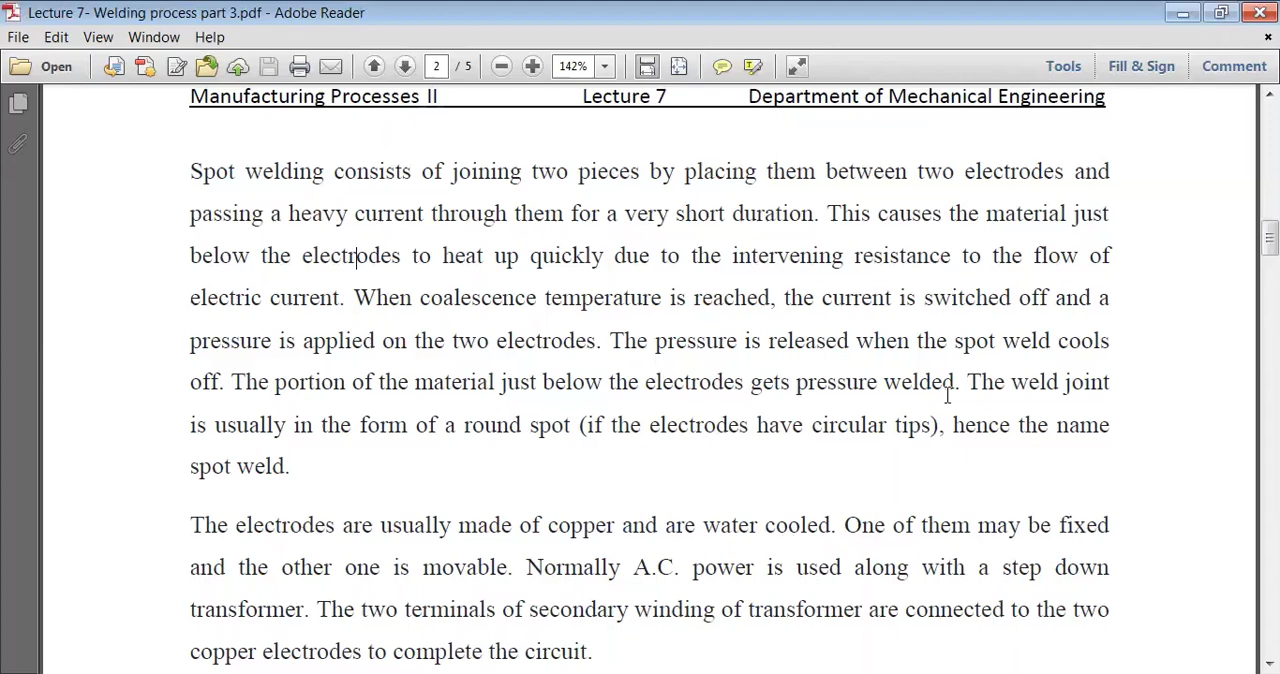 Lecture 7- Welding process part 3.pdf - Adobe Reader
File Edit View Window Help
Open 2 / 5 142% Tools Fill & Sign Comment
Manufacturing Processes II Lecture 7 Department of Mechanical Engineering
Spot welding consists of joining two pieces by placing them between two electrodes and
passing a heavy current through them for a very short duration. This causes the material just
below the electrodes to heat up quickly due to the intervening resistance to the flow of
electric current. When coalescence temperature is reached, the current is switched off and a
pressure is applied on the two electrodes. The pressure is released when the spot weld cools
off. The portion of the material just below the electrodes gets pressure welded. The weld joint
is usually in the form of a round spot (if the electrodes have circular tips), hence the name
spot weld.
The electrodes are usually made of copper and are water cooled. One of them may be fixed
and the other one is movable. Normally A.C. power is used along with a step down
transformer. The two terminals of secondary winding of transformer are connected to the two
copper electrodes to complete the circuit.